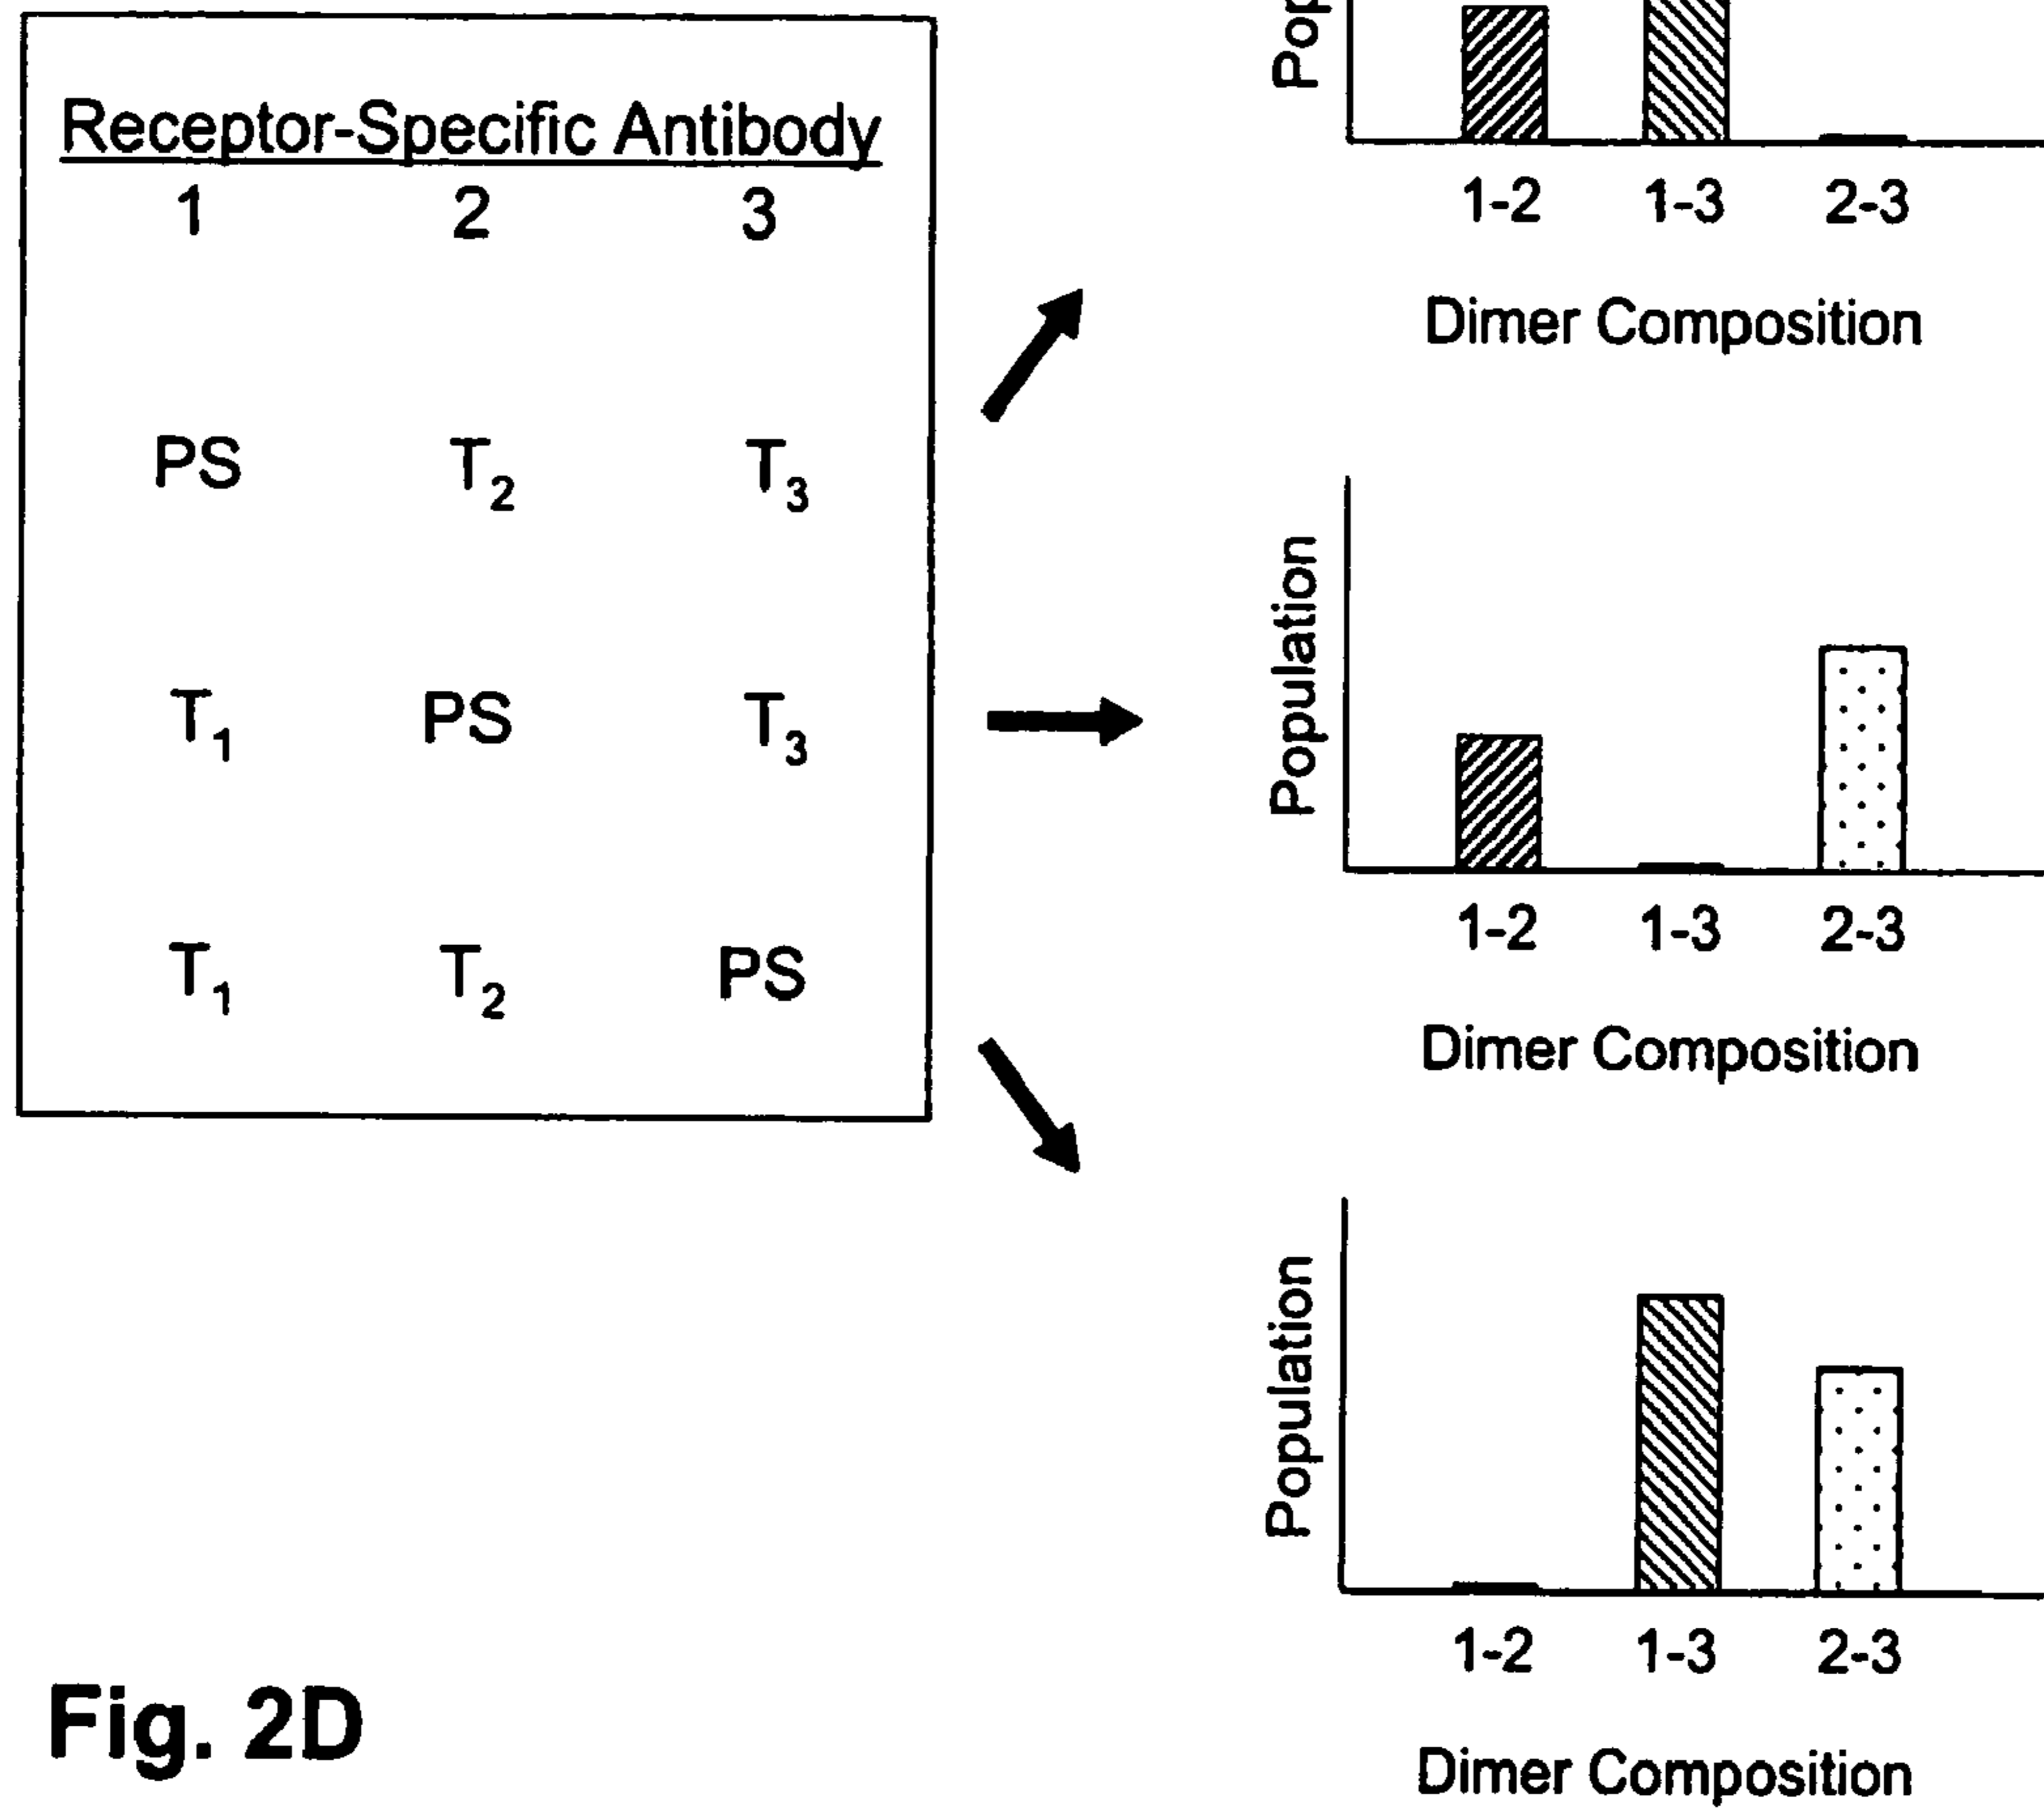 Receptor-Specific Antibody
1 2 3
PS T2 T3
T1 PS T3
T1 T2 PS
1-2 1-3 2-3
Dimer Composition
Population
1-2 1-3 2-3
Dimer Composition
Population
1-2 1-3 2-3
Dimer Composition
Fig. 2D